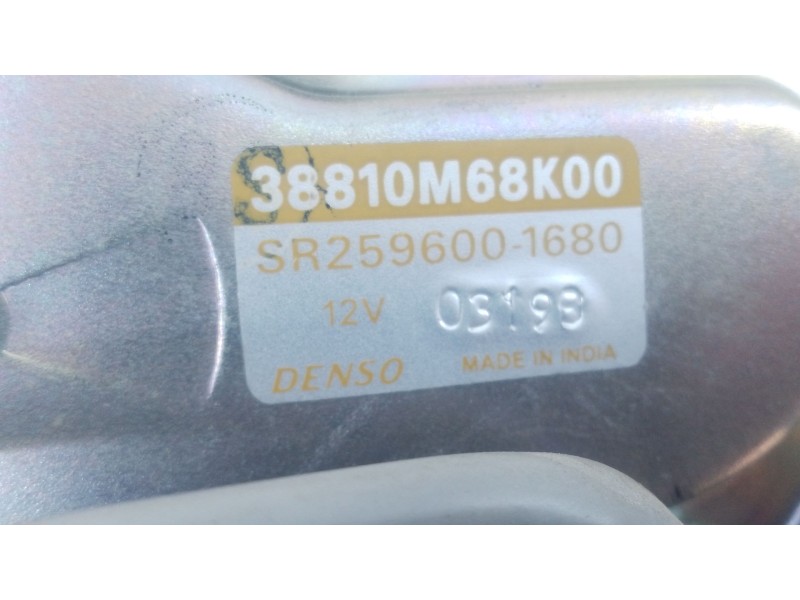 38810M68K00
SR259600-1680
12V 03198
DENSO MADE IN INDIA